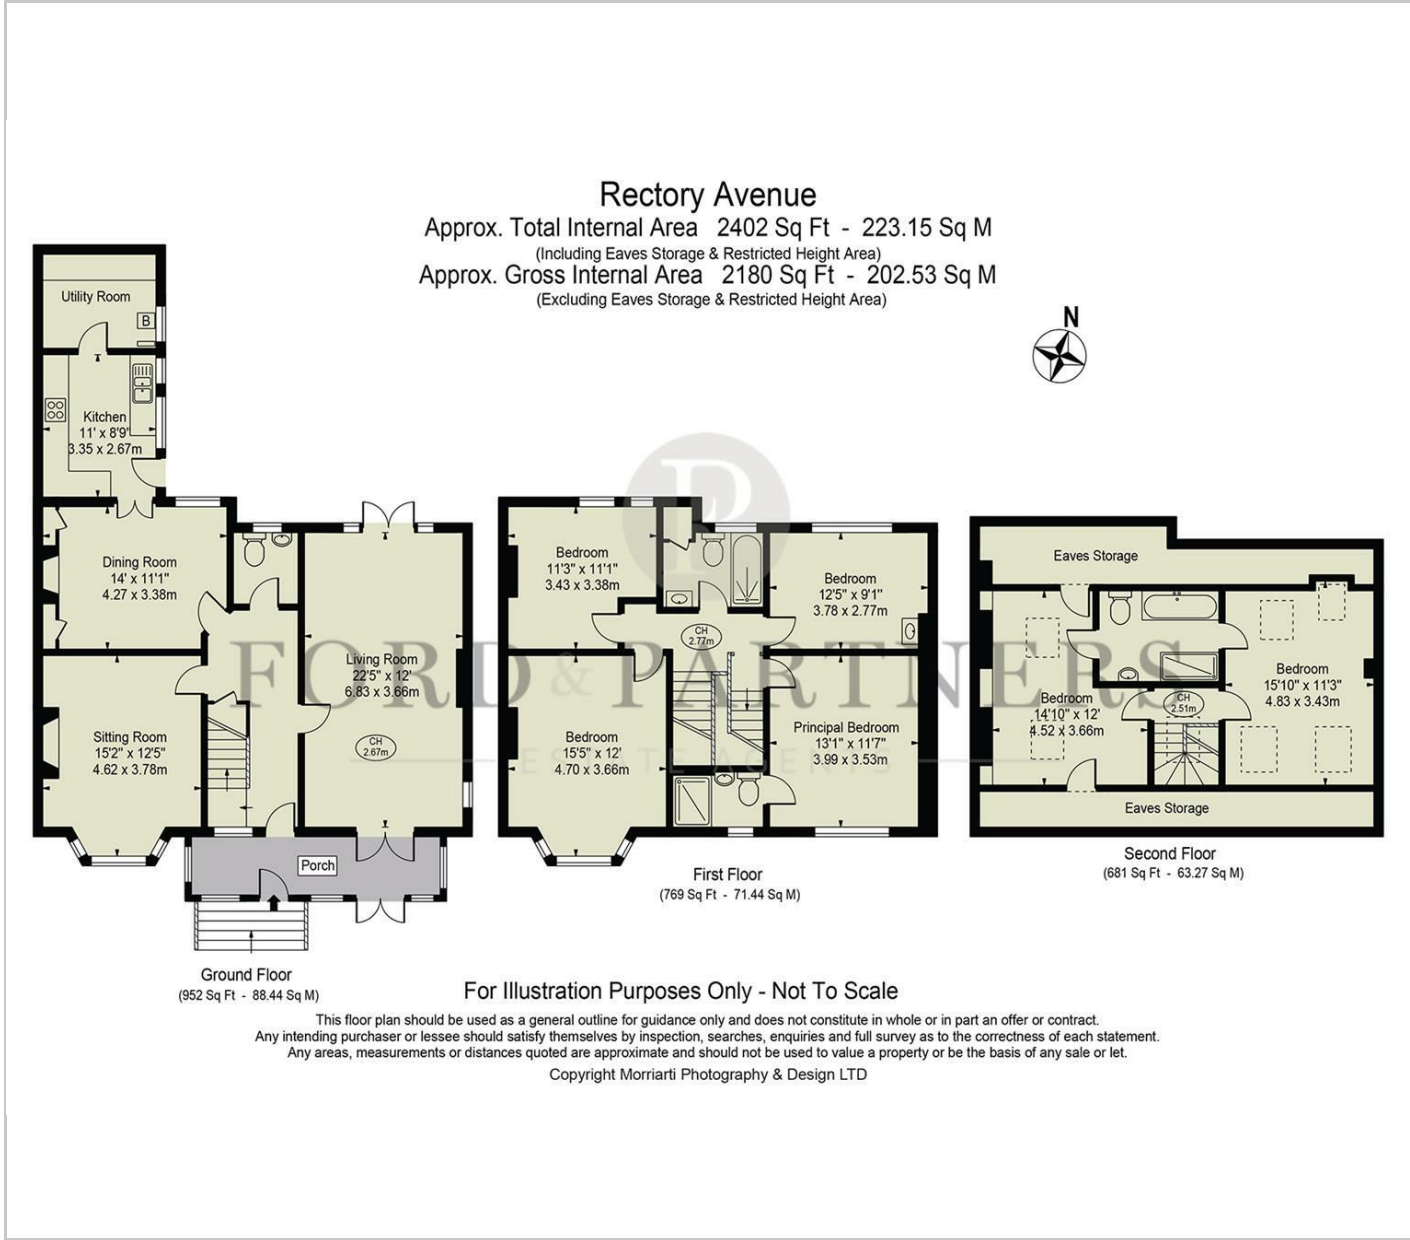 Rectory Avenue
Approx. Total Internal Area 2402 Sq Ft - 223.15 Sq M
(Including Eaves Storage & Restricted Height Area)
Approx. Gross Internal Area 2180 Sq Ft - 202.53 Sq M
(Excluding Eaves Storage & Restricted Height Area)
N
Utility Room
B
Kitchen
11' x 8'9"
3.35 x 2.67m
Dining Room
14' x 11'1"
4.27 x 3.38m
Living Room
22'5" x 12'
6.83 x 3.66m
CH
2.67m
Sitting Room
15'2" x 12'5"
4.62 x 3.78m
Porch
Ground Floor
(952 Sq Ft - 88.44 Sq M)
Bedroom
11'3" x 11'1"
3.43 x 3.38m
Bedroom
12'5" x 9'1"
3.78 x 2.77m
CH
2.77m
Bedroom
15'5" x 12'
4.70 x 3.66m
Principal Bedroom
13'1" x 11'7"
3.99 x 3.53m
First Floor
(769 Sq Ft - 71.44 Sq M)
Eaves Storage
Bedroom
14'10" x 12'
4.52 x 3.66m
CH
2.51m
Bedroom
15'10" x 11'3"
4.83 x 3.43m
Eaves Storage
Second Floor
(681 Sq Ft - 63.27 Sq M)
FORD & PARTNERS
ESTATE AGENTS
For Illustration Purposes Only - Not To Scale
This floor plan should be used as a general outline for guidance only and does not constitute in whole or in part an offer or contract.
Any intending purchaser or lessee should satisfy themselves by inspection, searches, enquiries and full survey as to the correctness of each statement.
Any areas, measurements or distances quoted are approximate and should not be used to value a property or be the basis of any sale or let.
Copyright Morriarti Photography & Design LTD